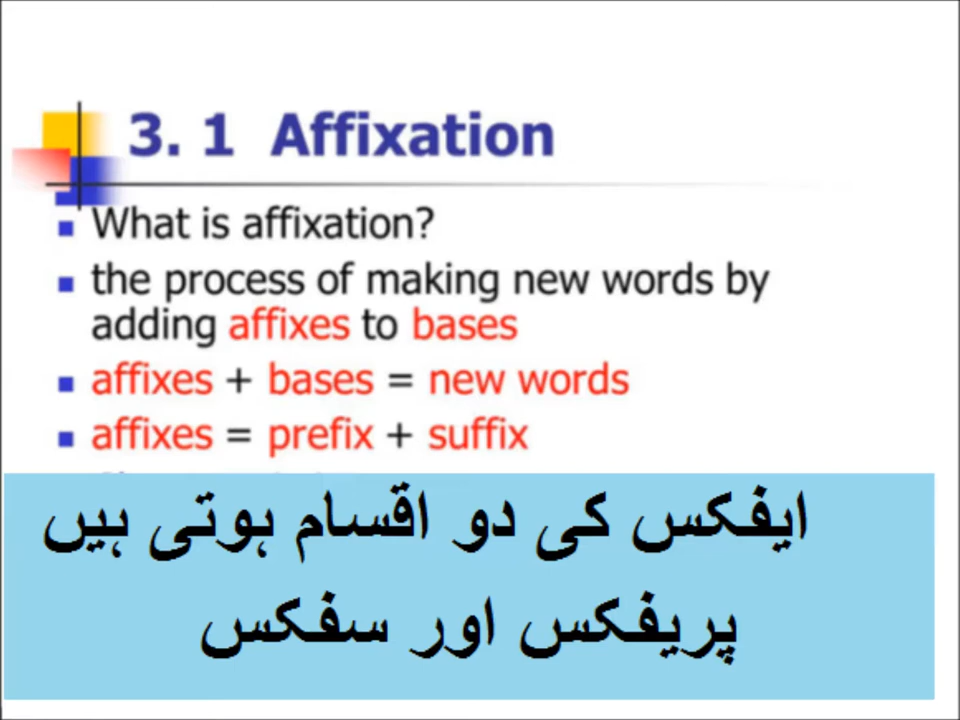 3. 1 Affixation
What is affixation?
the process of making new words by
adding affixes to bases
affixes + bases = new words
affixes = prefix + suffix
ایفکس کی دو اقسام ہوتی ہیں
پریفکس اور سفکس